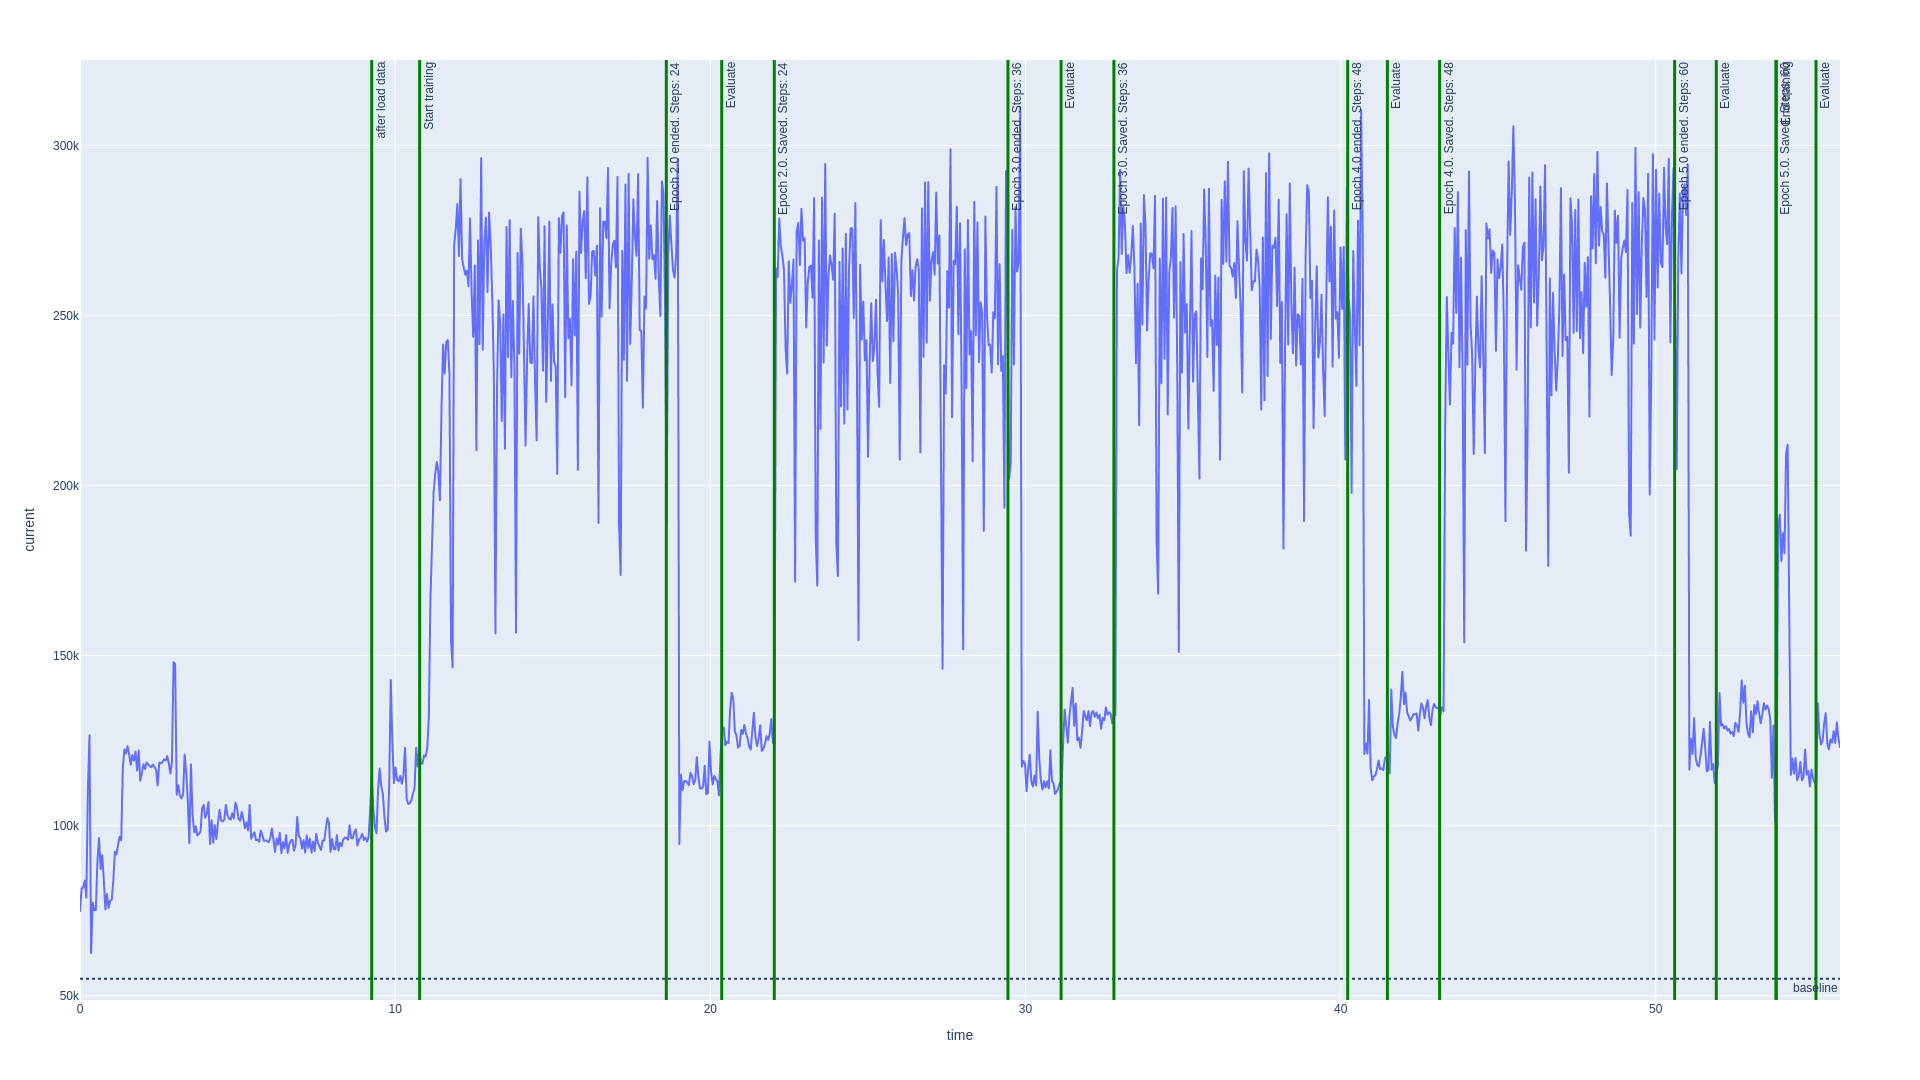 after load data
Start training
Epoch 2.0 ended. Steps: 24
Evaluate
Epoch 2.0. Saved. Steps: 24
Epoch 3.0 ended. Steps: 36
Evaluate
Epoch 3.0. Saved. Steps: 36
Epoch 4.0 ended. Steps: 48
Evaluate
Epoch 4.0. Saved. Steps: 48
Epoch 5.0 ended. Steps: 60
Evaluate
Epoch 5.0. Saved. Steps: 60
Evaluate
300k
250k
200k
150k
100k
50k
current
baseline
0
10
20
30
40
50
time